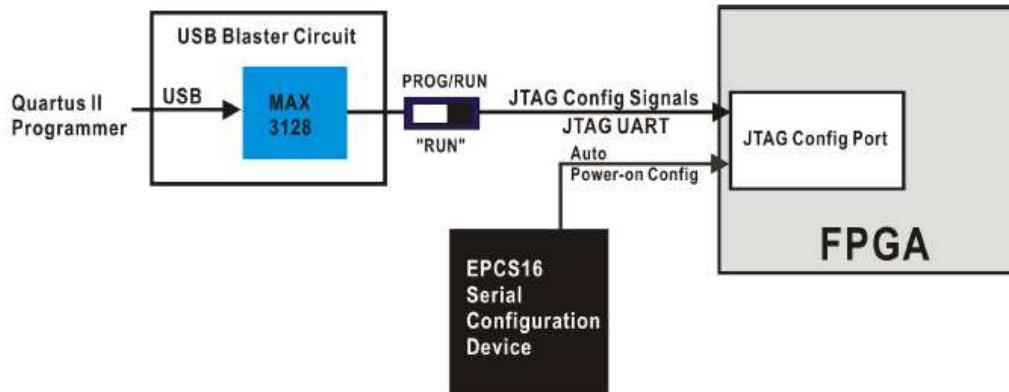 USB Blaster Circuit
Quartus II
Programmer
USB
MAX
3128
PROG/RUN
"RUN"
JTAG Config Signals
JTAG UART
Auto
Power-on Config
JTAG Config Port
FPGA
EPCS16
Serial
Configuration
Device